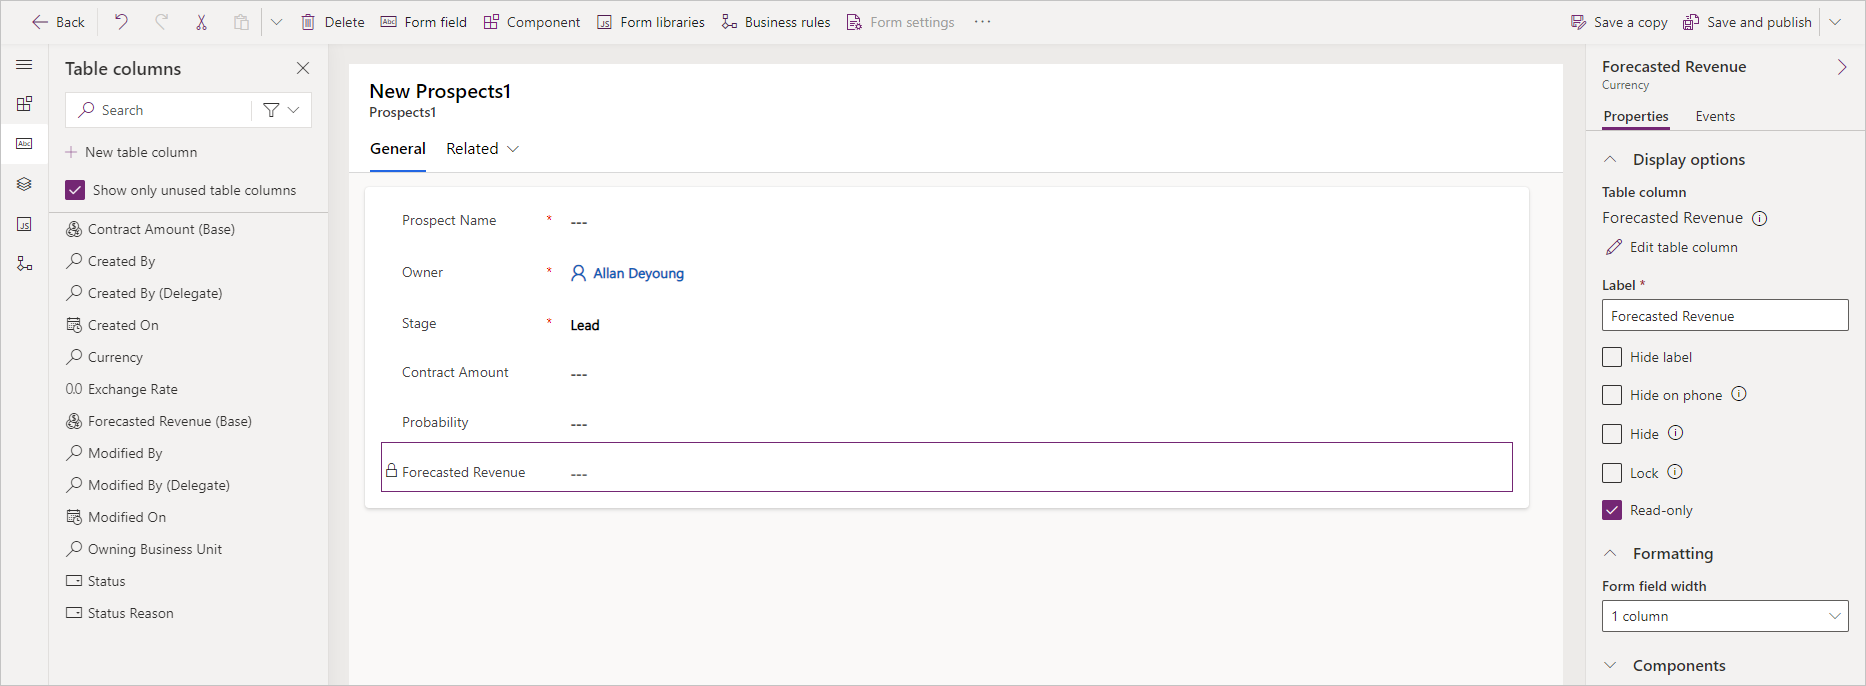 Back
Delete
Abc Form field
Component
JS Form libraries
Business rules
Form settings
...
Save a copy
Save and publish
Table columns
Search
New table column
Show only unused table columns
Contract Amount (Base)
Created By
Created By (Delegate)
Created On
Currency
0.0 Exchange Rate
Forecasted Revenue (Base)
Modified By
Modified By (Delegate)
Modified On
Owning Business Unit
Status
Status Reason
Abc
JS
New Prospects1
Prospects1
General Related
Prospect Name * ---
Owner * Allan Deyoung
Stage * Lead
Contract Amount ---
Probability ---
Forecasted Revenue ---
Forecasted Revenue
Currency
Properties Events
Display options
Table column
Forecasted Revenue
Edit table column
Label *
Forecasted Revenue
Hide label
Hide on phone
Hide
Lock
Read-only
Formatting
Form field width
1 column
Components